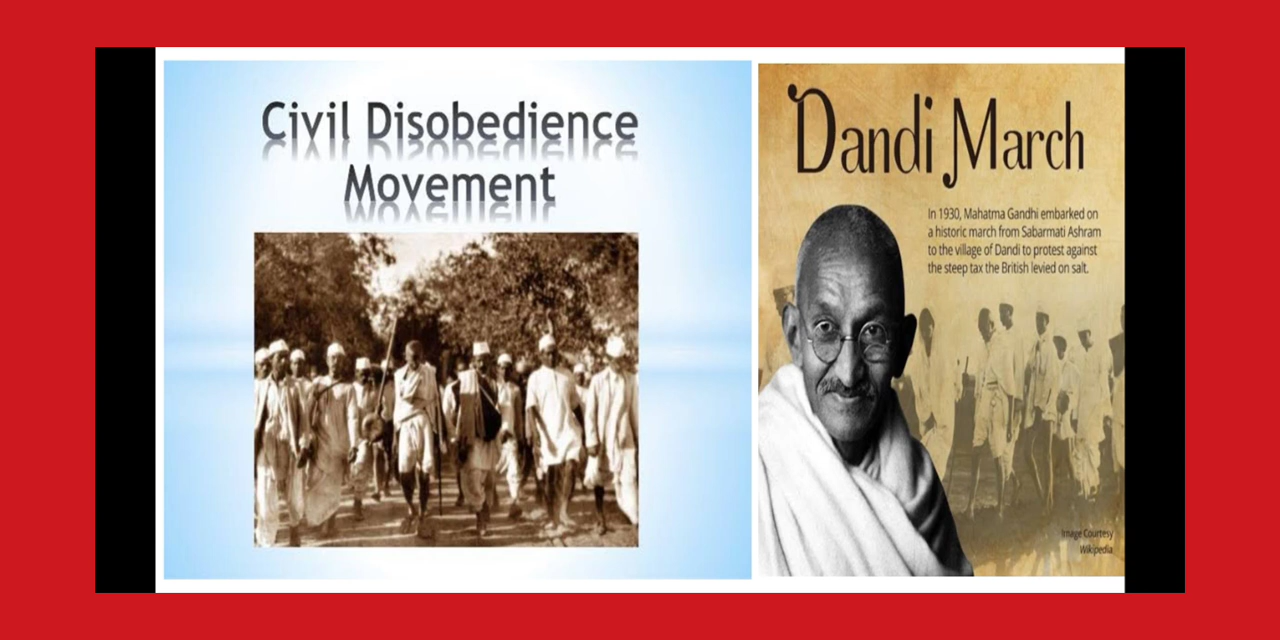 Civil Disobedience
Movement
Dandi March
In 1930, Mahatma Gandhi embarked on
a historic march from Sabarmati Ashram
to the village of Dandi to protest against
the steep tax the British levied on salt.
Image Courtesy
Wikipedia